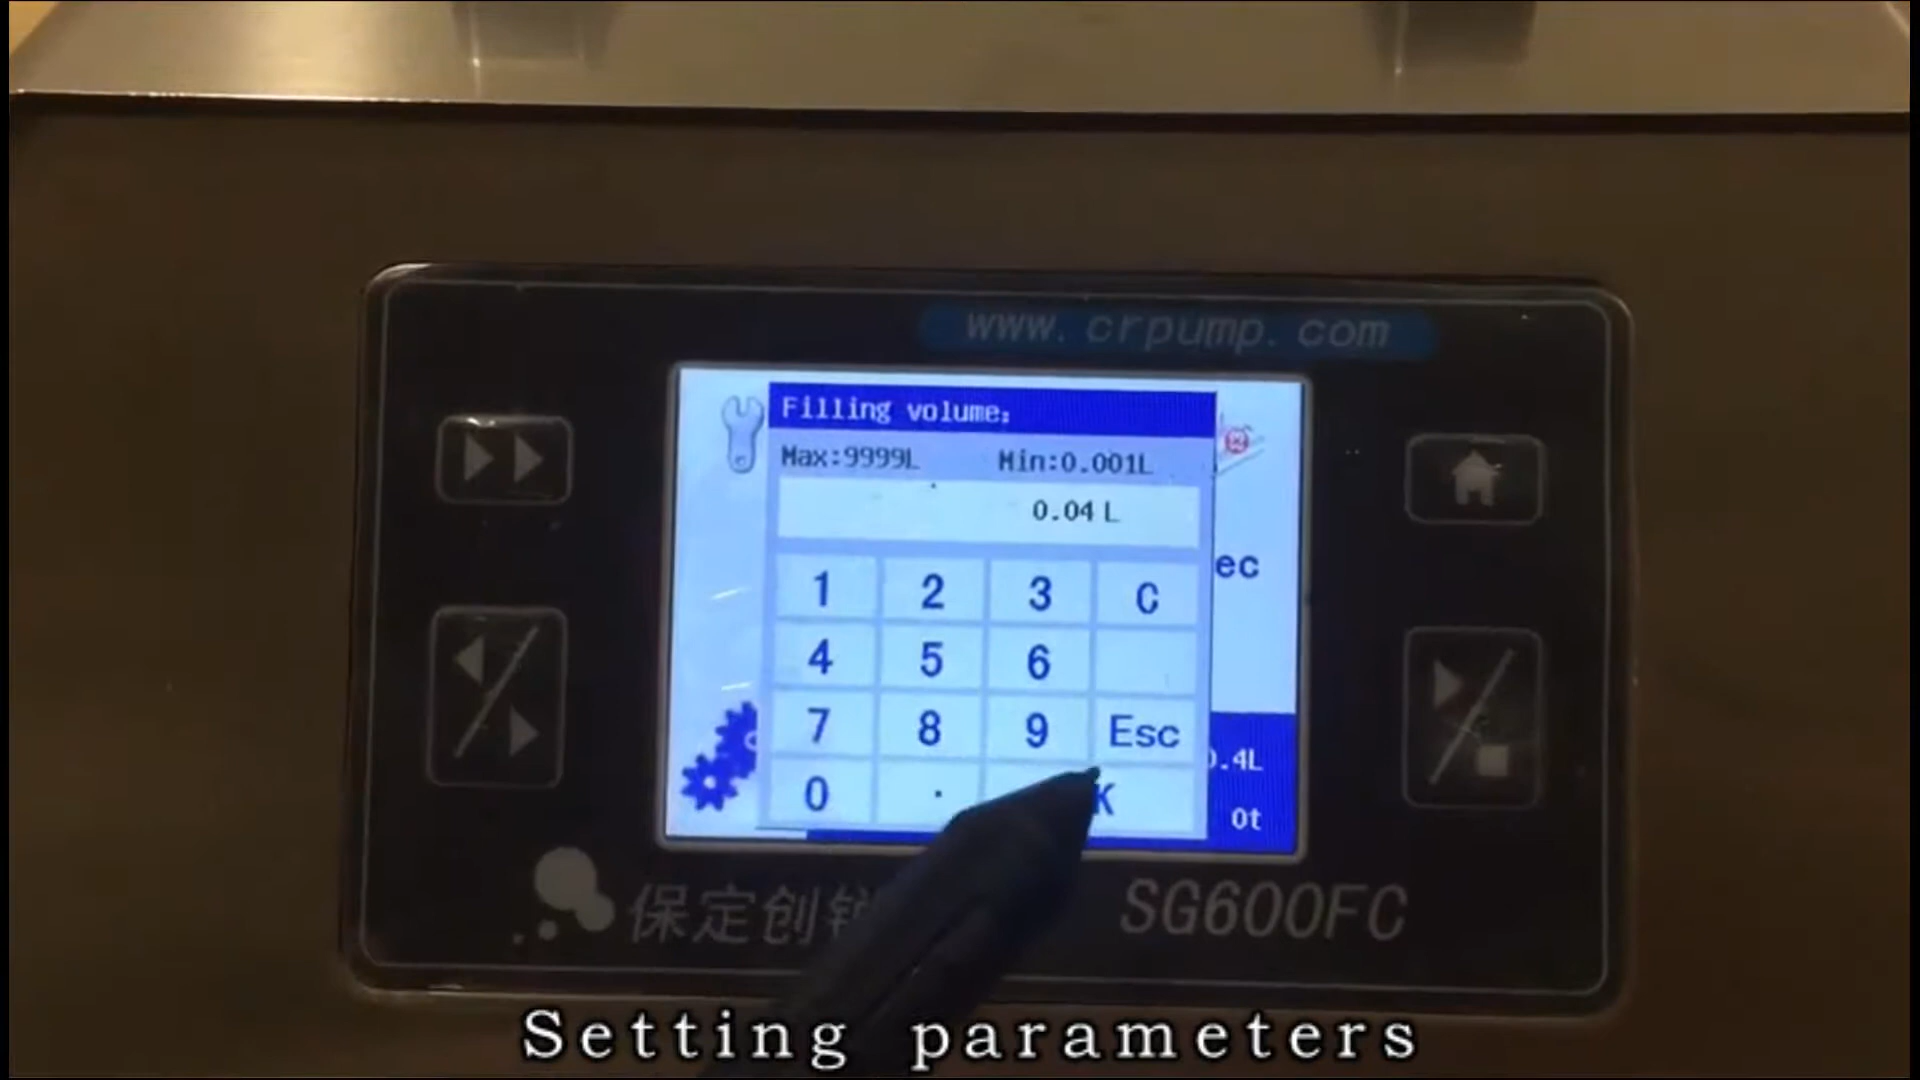 www.crpump.com
Filling volume:
Max:9999L Min:0.001L
0.04 L
ec
1 2 3 C
4 5 6
7 8 9 Esc
.4L
0 . K
0t
保定创
SG600FC
Setting parameters